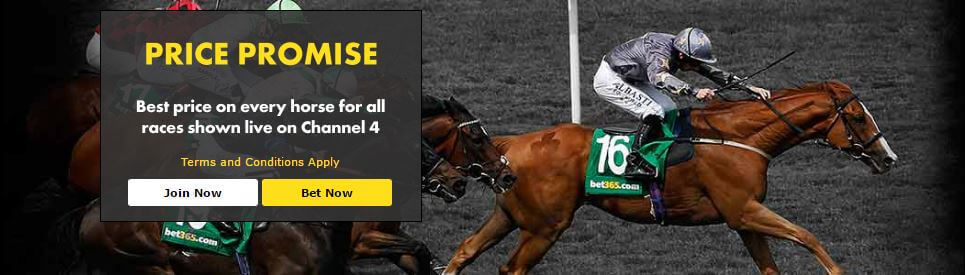 PRICE PROMISE
Best price on every horse for all
races shown live on Channel 4
Terms and Conditions Apply
Join Now
Bet Now
16
bet365.com
ALBASTI
bet365.com